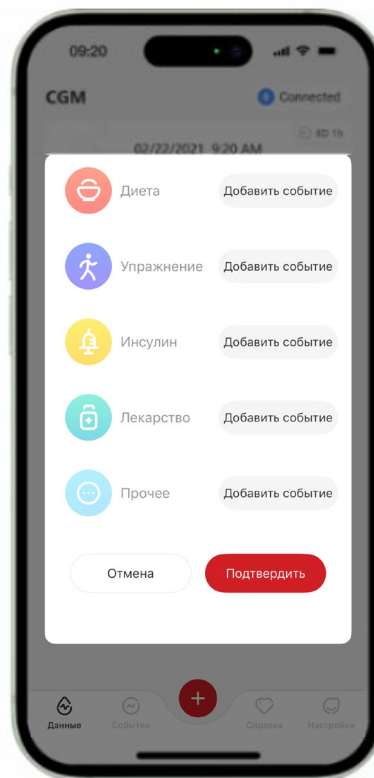 09:20
CGM
Connected
8D 1h
02/22/2021 9:20 AM
Диета
Добавить событие
Упражнение
Добавить событие
Инсулин
Добавить событие
Лекарство
Добавить событие
Прочее
Добавить событие
Отмена
Подтвердить
Данные
События
Справка
Настройки